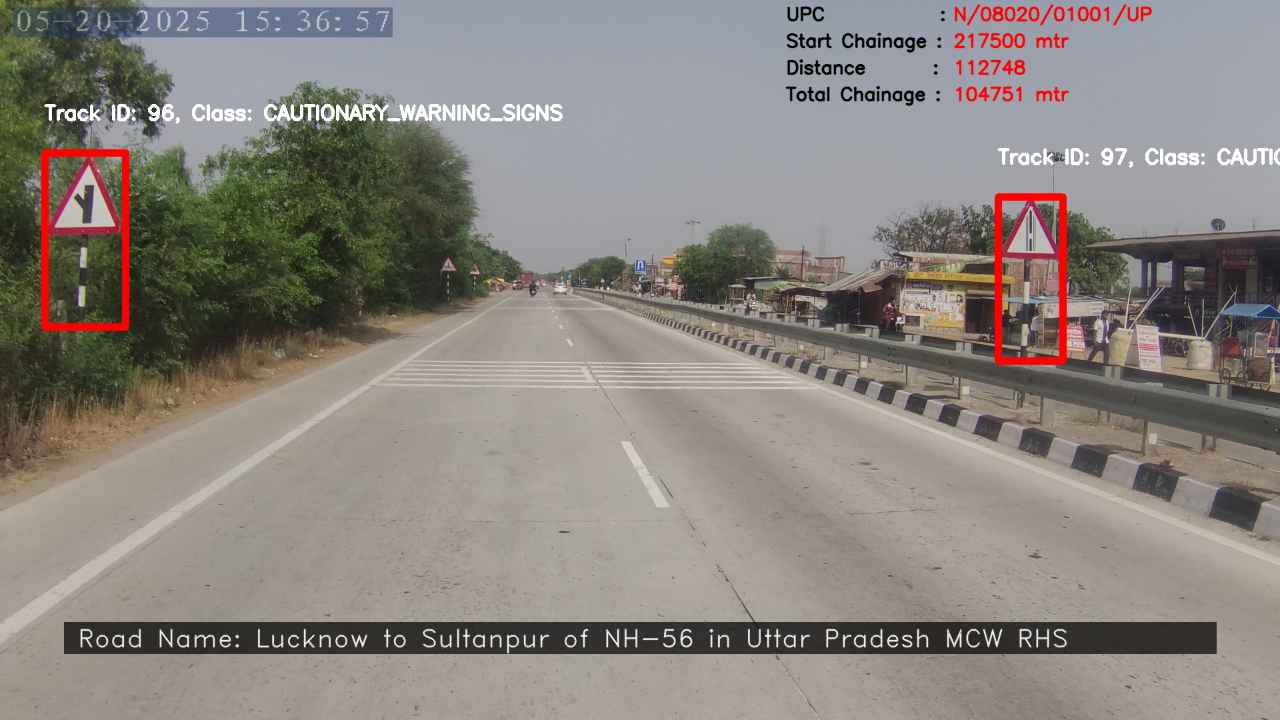 05-20-2025 15:36:57
UPC : N/08020/01001/UP
Start Chainage : 217500 mtr
Distance : 112748
Total Chainage : 104751 mtr
Track ID: 96, Class: CAUTIONARY_WARNING_SIGNS
Track ID: 97, Class: CAUTIO
Road Name: Lucknow to Sultanpur of NH-56 in Uttar Pradesh MCW RHS